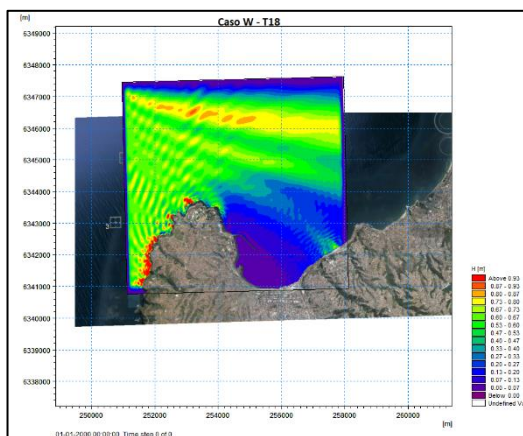 Caso W - T18
[m]
6349000
6348000
6347000
6346000
6345000
6344000
6343000
6342000
6341000
6340000
6339000
6338000
250000 252000 254000 256000 258000 260000
[m]
H [m]
Above 0.93
0.87 - 0.93
0.80 - 0.87
0.73 - 0.80
0.67 - 0.73
0.60 - 0.67
0.53 - 0.60
0.47 - 0.53
0.40 - 0.47
0.33 - 0.40
0.27 - 0.33
0.20 - 0.27
0.13 - 0.20
0.07 - 0.13
0.00 - 0.07
Below 0.00
Undefined Va
01-01-2000 00:00:00 Time step 0 of 0